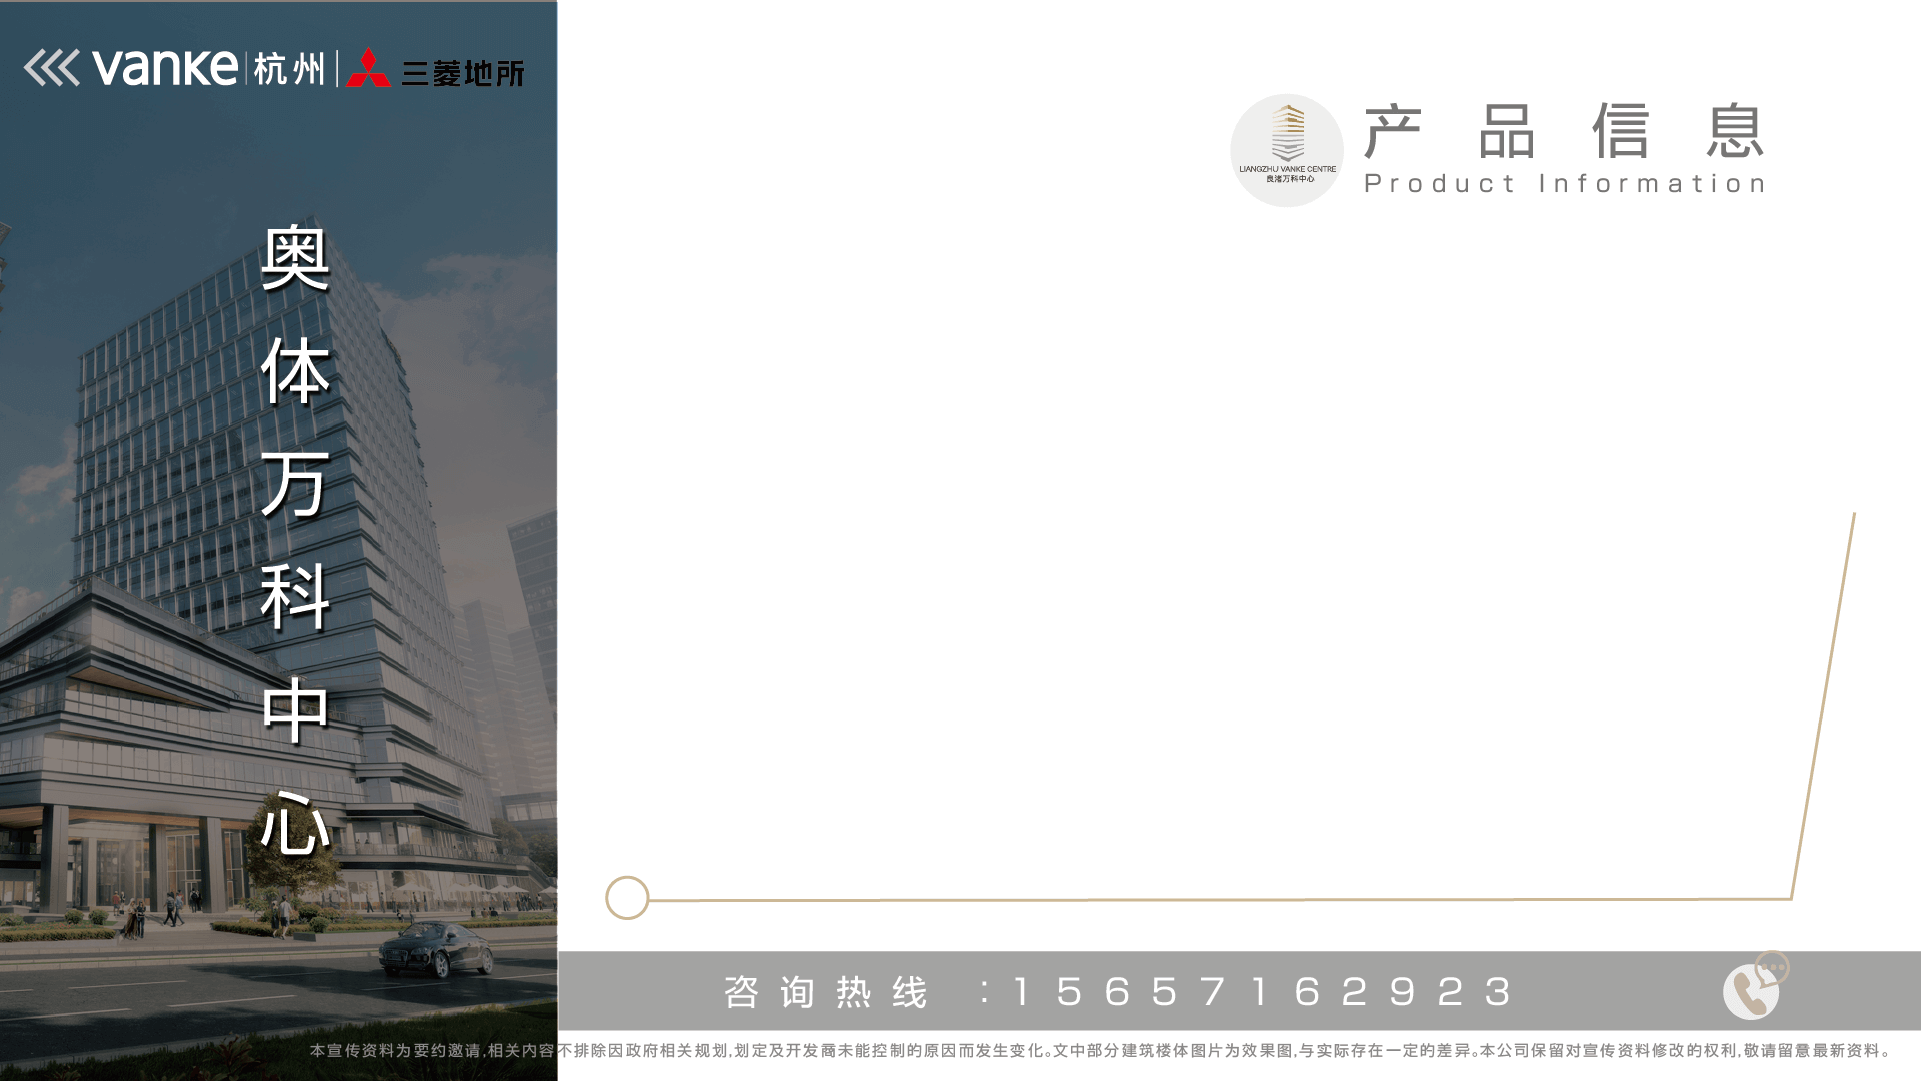 vanke 杭州 三菱地所
奥体万科中心
LIANGZHU VANKE CENTRE
良渚万科中心
产品信息
Product Information
咨询热线 :15657162923
本宣传资料为要约邀请,相关内容不排除因政府相关规划,划定及开发商未能控制的原因而发生变化。文中部分建筑楼体图片为效果图,与实际存在一定的差异。本公司保留对宣传资料修改的权利,敬请留意最新资料。